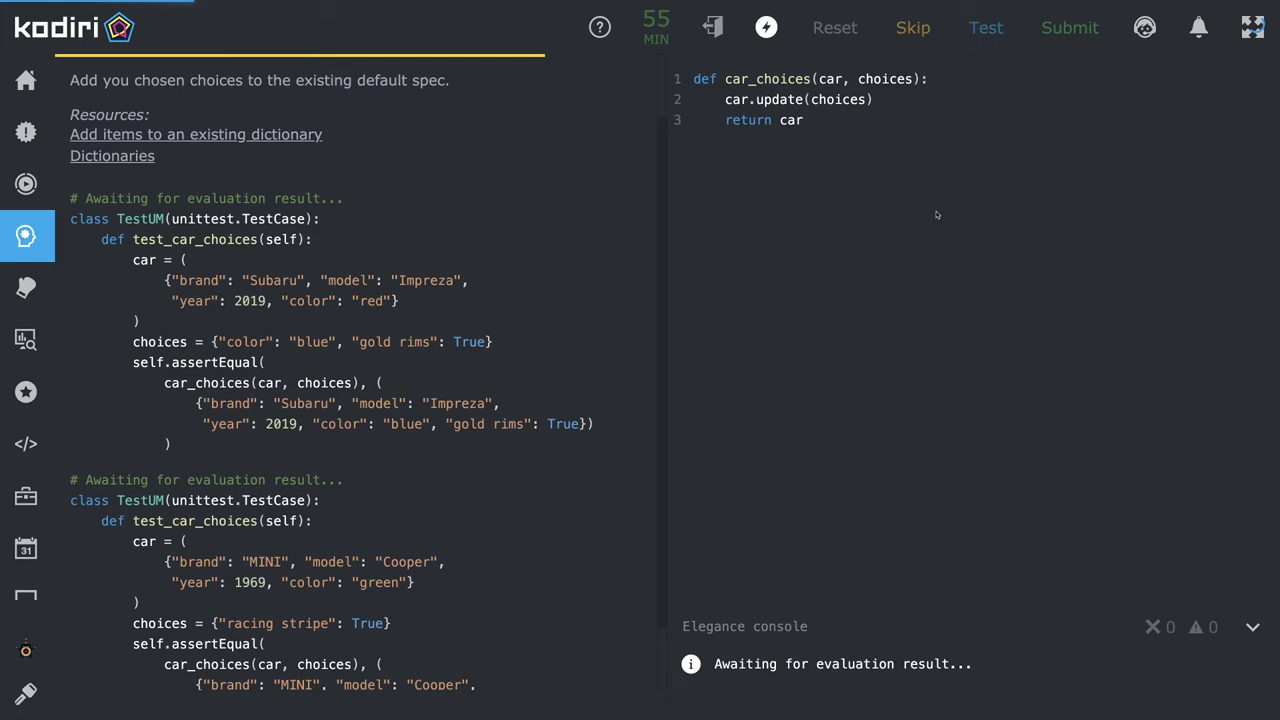 kodiri
55
MIN
Reset
Skip
Test
Submit
Add you chosen choices to the existing default spec.
Resources:
Add items to an existing dictionary
Dictionaries
# Awaiting for evaluation result...
class TestUM(unittest.TestCase):
    def test_car_choices(self):
        car = (
            {"brand": "Subaru", "model": "Impreza",
             "year": 2019, "color": "red"}
        )
        choices = {"color": "blue", "gold rims": True}
        self.assertEqual(
            car_choices(car, choices), (
                {"brand": "Subaru", "model": "Impreza",
                 "year": 2019, "color": "blue", "gold rims": True})
            )
# Awaiting for evaluation result...
class TestUM(unittest.TestCase):
    def test_car_choices(self):
        car = (
            {"brand": "MINI", "model": "Cooper",
             "year": 1969, "color": "green"}
        )
        choices = {"racing stripe": True}
        self.assertEqual(
            car_choices(car, choices), (
                {"brand": "MINI", "model": "Cooper",
31
</>
1 def car_choices(car, choices):
2     car.update(choices)
3     return car
Elegance console
0
0
Awaiting for evaluation result...